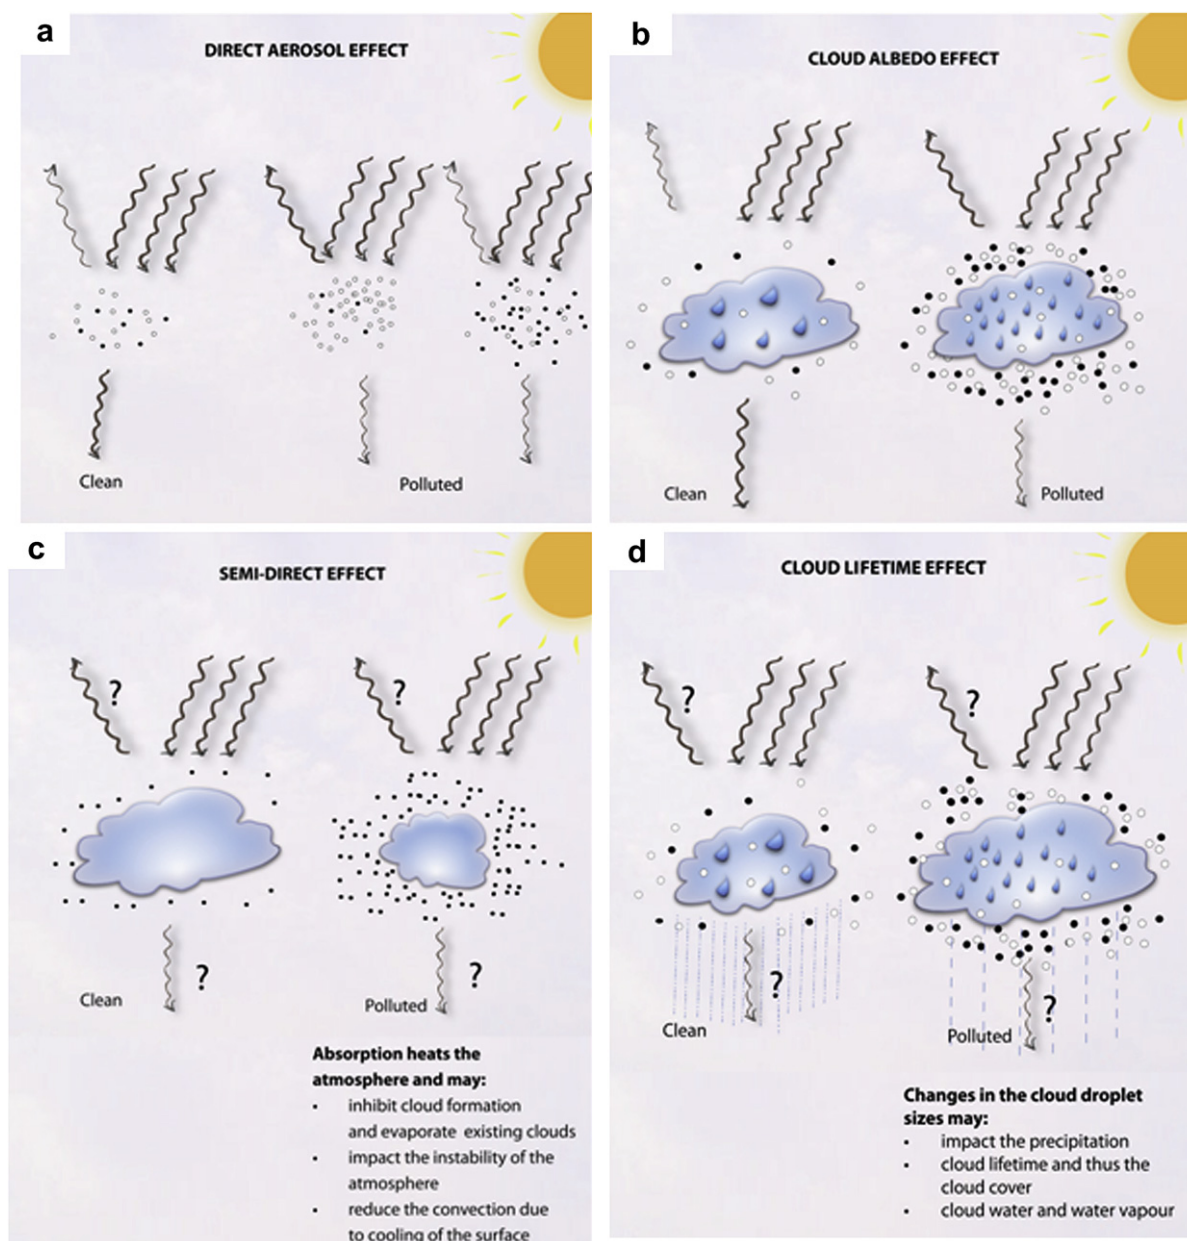 a
DIRECT AEROSOL EFFECT
Clean
Polluted
b
CLOUD ALBEDO EFFECT
Clean
Polluted
c
SEMI-DIRECT EFFECT
?
?
?
?
Clean
Polluted
Absorption heats the
atmosphere and may:
• inhibit cloud formation
and evaporate existing clouds
• impact the instability of the
atmosphere
• reduce the convection due
to cooling of the surface
d
CLOUD LIFETIME EFFECT
?
?
?
?
Clean
Polluted
Changes in the cloud droplet
sizes may:
• impact the precipitation
• cloud lifetime and thus the
cloud cover
• cloud water and water vapour